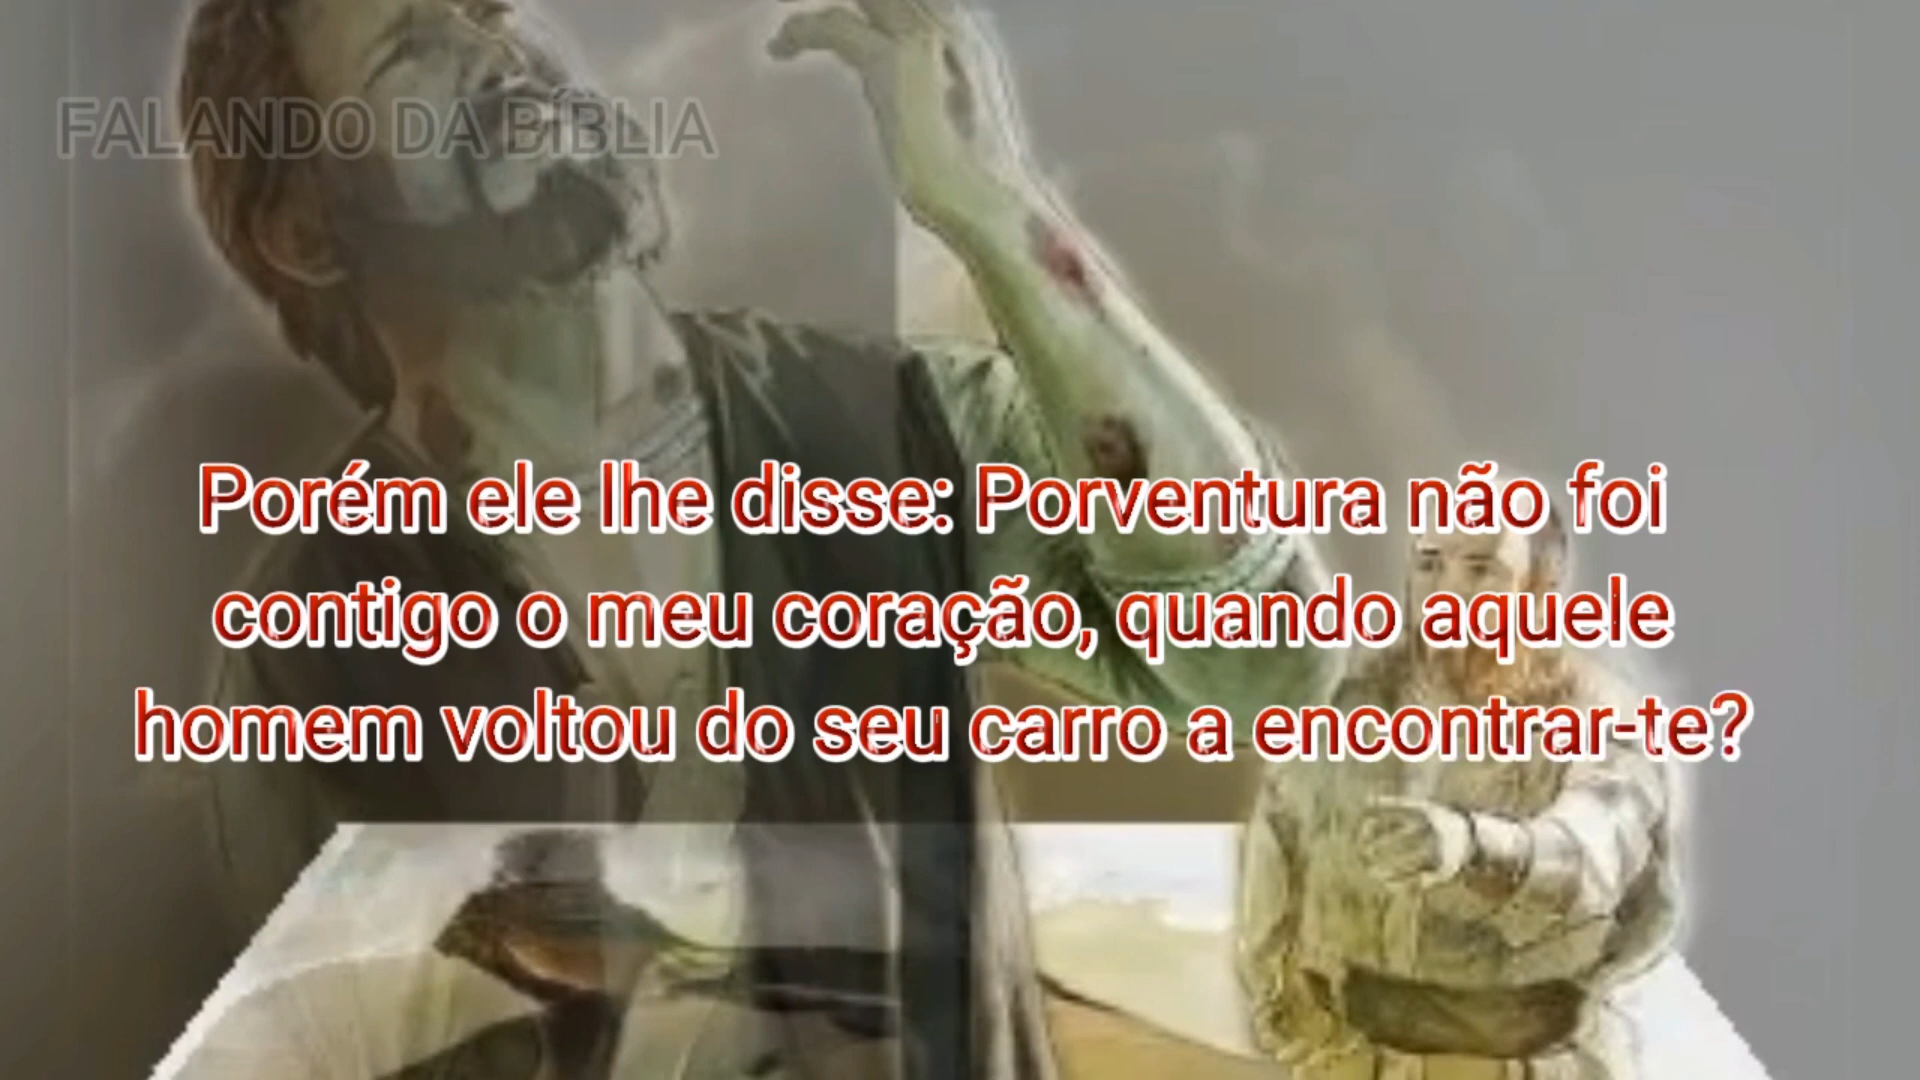 FALANDO DA BÍBLIA
Porém ele lhe disse: Porventura não foi
contigo o meu coração, quando aquele
homem voltou do seu carro a encontrar-te?